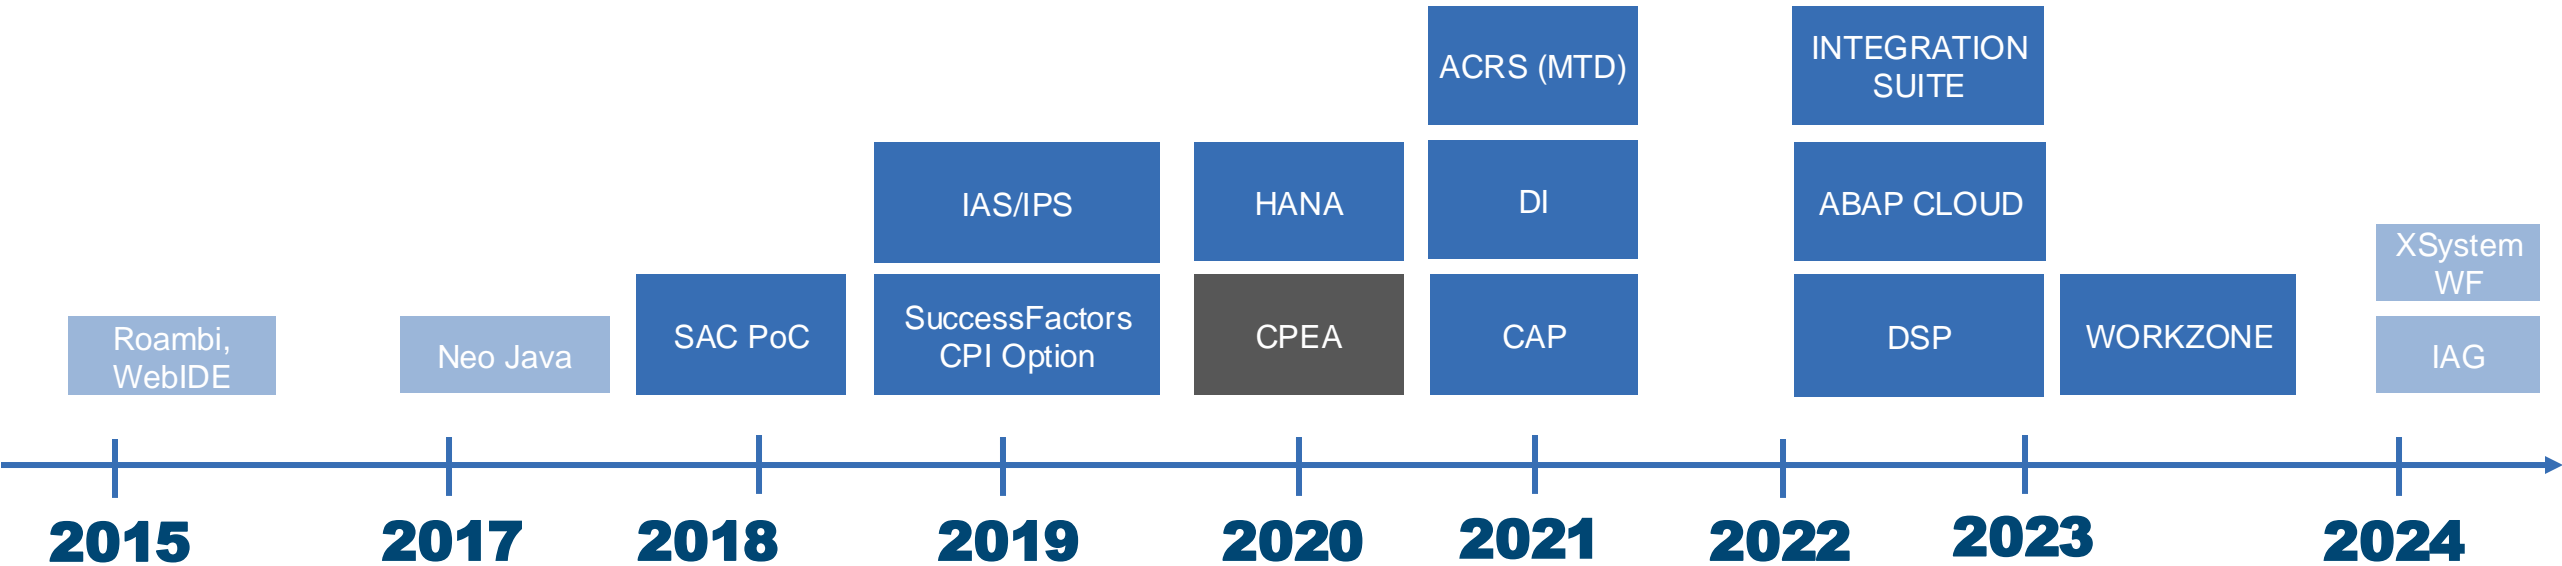 ACRS (MTD)
INTEGRATION
SUITE
IAS/IPS
HANA
DI
ABAP CLOUD
XSystem
WF
Roambi,
WebIDE
Neo Java
SAC PoC
SuccessFactors
CPI Option
CPEA
CAP
DSP
WORKZONE
IAG
2015
2017
2018
2019
2020
2021
2022
2023
2024